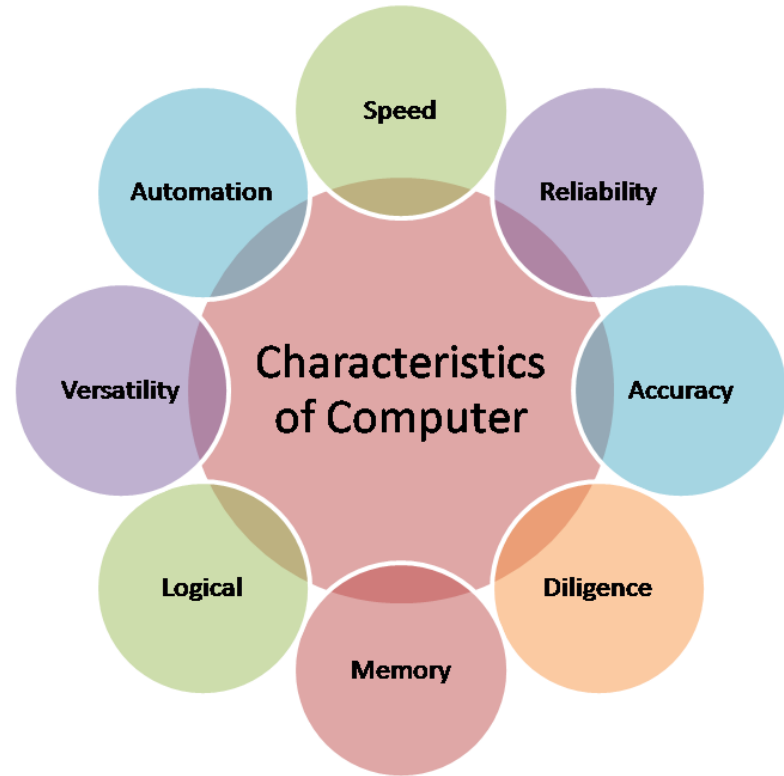 Speed
Reliability
Accuracy
Diligence
Memory
Logical
Versatility
Automation
Characteristics
of Computer